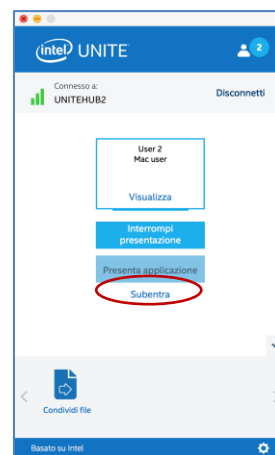 intel UNITE
2
Connesso a:
UNITEHUB2
Disconnetti
User 2
Mac user
Visualizza
Interrompi
presentazione
Presenta applicazione
Subentra
Condividi file
Basato su Intel